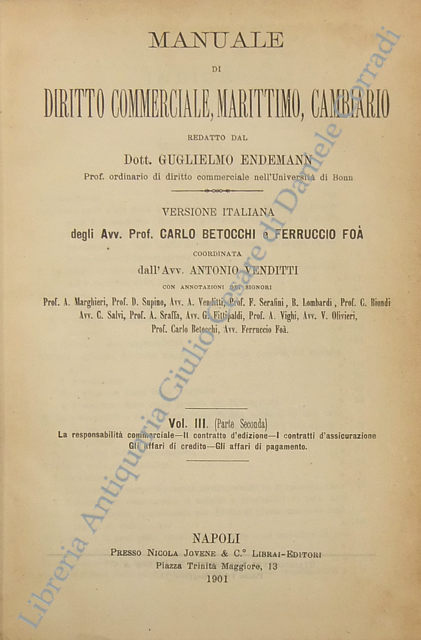 MANUALE
DI
DIRITTO COMMERCIALE, MARITTIMO, CAMBIARIO
REDATTO DAL
Dott. GUGLIELMO ENDEMANN
Prof. ordinario di diritto commerciale nell'Università di Bonn
VERSIONE ITALIANA
degli Avv. Prof. CARLO BETOCCHI e FERRUCCIO FOÀ
COORDINATA
dall'Avv. ANTONIO VENDITTI
CON ANNOTAZIONI DEI SIGNORI
Prof. A. Marghieri, Prof. D. Supino, Avv. A. Venditti, Prof. F. Serafini, B. Lombardi, Prof. G. Biondi
Avv. C. Salvi, Prof. A. Sraffa, Avv. G. Fittipaldi, Prof. A. Vighi, Avv. V. Olivieri,
Prof. Carlo Betocchi, Avv. Ferruccio Foà.
Vol. III. (Parte Seconda)
La responsabilità commerciale—Il contratto d'edizione—I contratti d'assicurazione
Gli affari di credito—Gli affari di pagamento.
NAPOLI
PRESSO NICOLA JOVENE & C.º LIBRAI-EDITORI
Piazza Trinità Maggiore, 13
1901
Libreria Antiquaria Giulio Cesare di Daniele Corradi